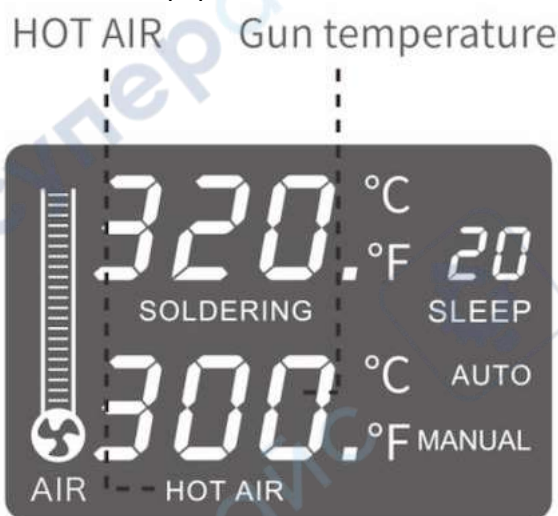 HOT AIR Gun temperature
320. °C °F 20
SOLDERING SLEEP
300. °C AUTO
°F MANUAL
AIR HOT AIR